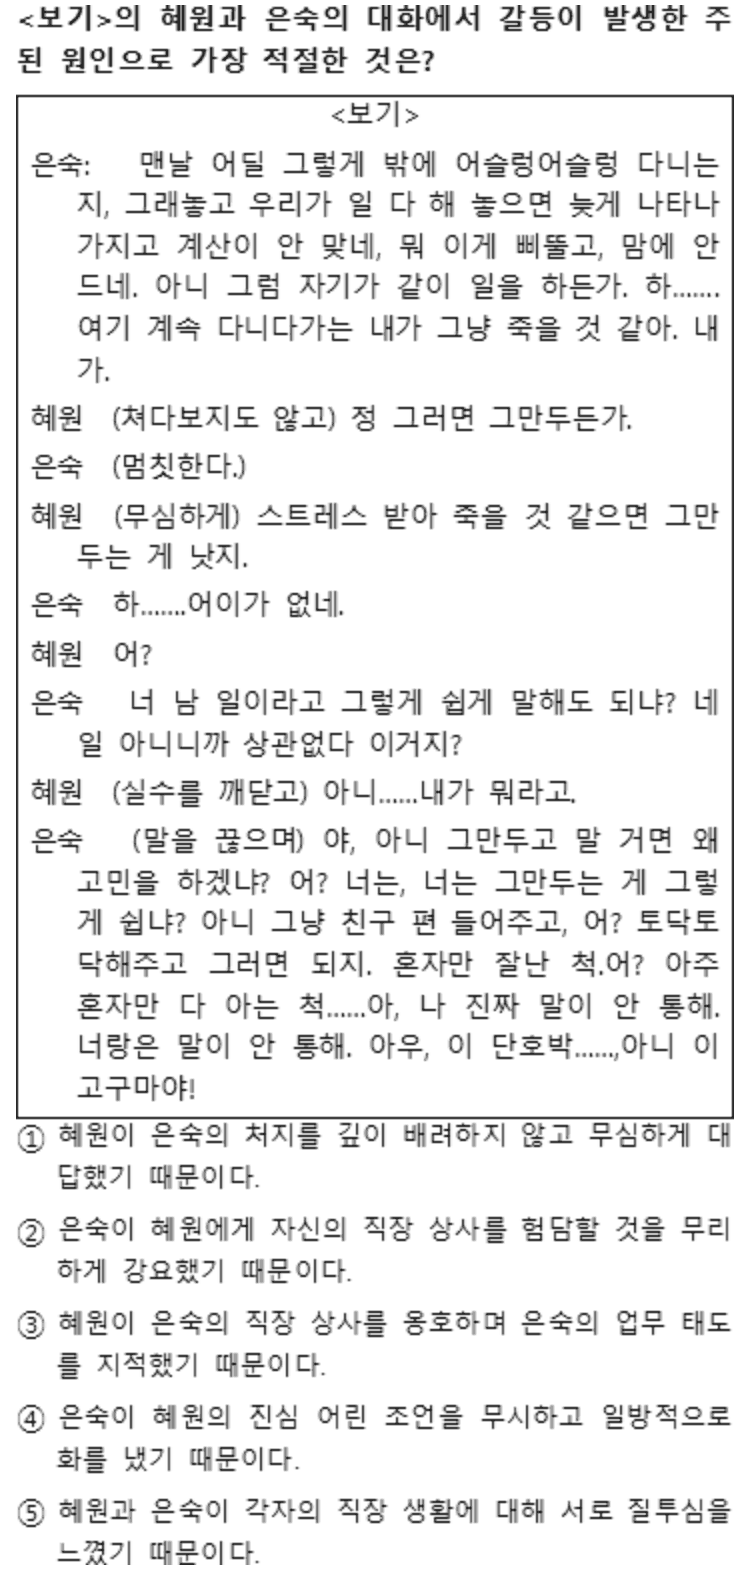 <보기>의 혜원과 은숙의 대화에서 갈등이 발생한 주
된 원인으로 가장 적절한 것은?
<보기>
은숙: 맨날 어딜 그렇게 밖에 어슬렁어슬렁 다니는
지, 그래놓고 우리가 일 다 해 놓으면 늦게 나타나
가지고 계산이 안 맞네, 뭐 이게 삐뚤고, 맘에 안
드네. 아니 그럼 자기가 같이 일을 하든가. 하…….
여기 계속 다니다가는 내가 그냥 죽을 것 같아. 내
가.
혜원 (쳐다보지도 않고) 정 그러면 그만두든가.
은숙 (멈칫한다.)
혜원 (무심하게) 스트레스 받아 죽을 것 같으면 그만
두는 게 낫지.
은숙 하…….어이가 없네.
혜원 어?
은숙 너 남 일이라고 그렇게 쉽게 말해도 되냐? 네
일 아니니까 상관없다 이거지?
혜원 (실수를 깨닫고) 아니……내가 뭐라고.
은숙 (말을 끊으며) 야, 아니 그만두고 말 거면 왜
고민을 하겠냐? 어? 너는, 너는 그만두는 게 그렇
게 쉽냐? 아니 그냥 친구 편 들어주고, 어? 토닥토
닥해주고 그러면 되지. 혼자만 잘난 척.어? 아주
혼자만 다 아는 척……아, 나 진짜 말이 안 통해.
너랑은 말이 안 통해. 아우, 이 단호박……,아니 이
고구마야!
① 혜원이 은숙의 처지를 깊이 배려하지 않고 무심하게 대
답했기 때문이다.
② 은숙이 혜원에게 자신의 직장 상사를 험담할 것을 무리
하게 강요했기 때문이다.
③ 혜원이 은숙의 직장 상사를 옹호하며 은숙의 업무 태도
를 지적했기 때문이다.
④ 은숙이 혜원의 진심 어린 조언을 무시하고 일방적으로
화를 냈기 때문이다.
⑤ 혜원과 은숙이 각자의 직장 생활에 대해 서로 질투심을
느꼈기 때문이다.